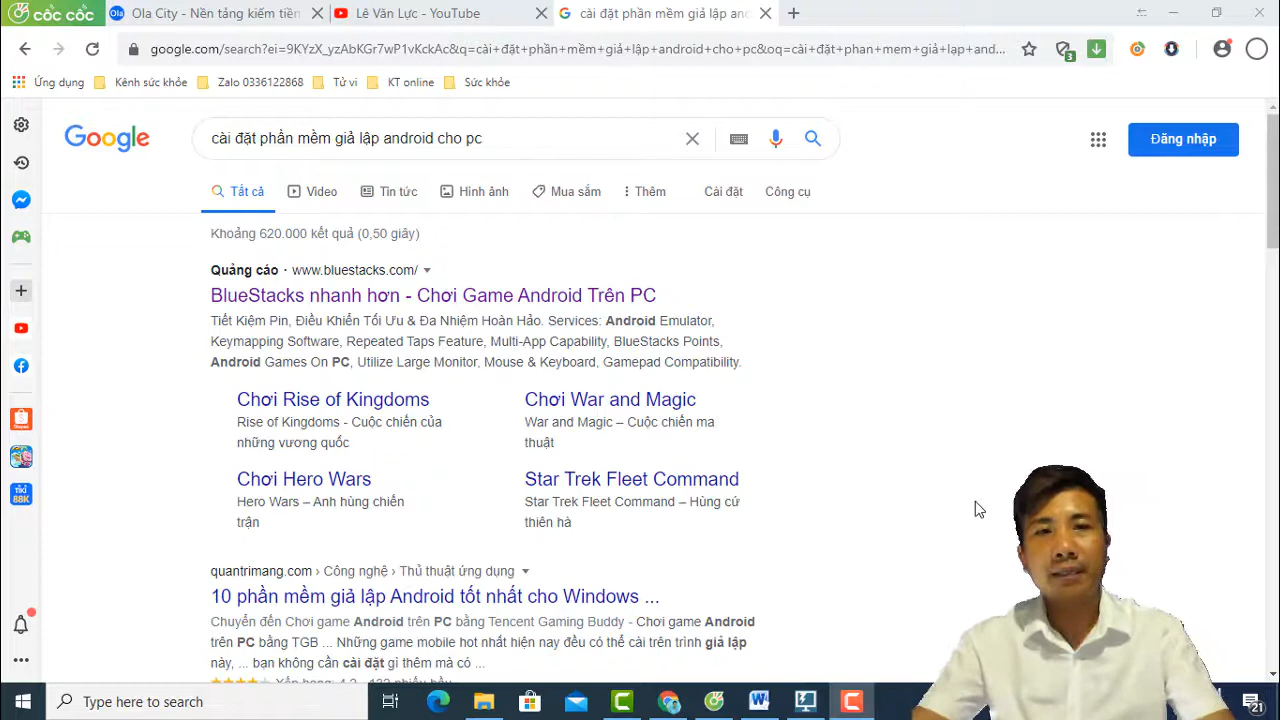 cốc cốc
Ola City - Nền tảng kiếm tiền
Lê Văn Lực - YouTube
cài đặt phần mềm giả lập anc
google.com/search?ei=9KYzX_yzAbKGr7wP1vKckAc&q=cài+đặt+phần+mềm+giả+lập+android+cho+pc&oq=cài+đặt+phan+mem+giả+lạp+and...
3
Ứng dụng
Kênh sức khỏe
Zalo 0336122868
Tử vi
KT online
Sức khỏe
Google
cài đặt phần mềm giả lập android cho pc
Đăng nhập
Tất cả
Video
Tin tức
Hình ảnh
Mua sắm
Thêm
Cài đặt
Công cụ
Khoảng 620.000 kết quả (0,50 giây)
Quảng cáo · www.bluestacks.com/
BlueStacks nhanh hơn - Chơi Game Android Trên PC
Tiết Kiệm Pin, Điều Khiển Tối Ưu & Đa Nhiệm Hoàn Hảo. Services: Android Emulator,
Keymapping Software, Repeated Taps Feature, Multi-App Capability, BlueStacks Points,
Android Games On PC, Utilize Large Monitor, Mouse & Keyboard, Gamepad Compatibility.
Chơi Rise of Kingdoms
Rise of Kingdoms - Cuộc chiến của
những vương quốc
Chơi War and Magic
War and Magic – Cuộc chiến ma
thuật
Chơi Hero Wars
Hero Wars – Anh hùng chiến
trận
Star Trek Fleet Command
Star Trek Fleet Command – Hùng cứ
thiên hà
quantrimang.com › Công nghệ › Thủ thuật ứng dụng
10 phần mềm giả lập Android tốt nhất cho Windows ...
Chuyển đến Chơi game Android trên PC bằng Tencent Gaming Buddy - Chơi game Android
trên PC bằng TGB ... Những game mobile hot nhất hiện nay đều có thể cài trên trình giả lập
này, ... bạn không cần cài đặt gì thêm mà có ...
TIKI
88K
Type here to search
21